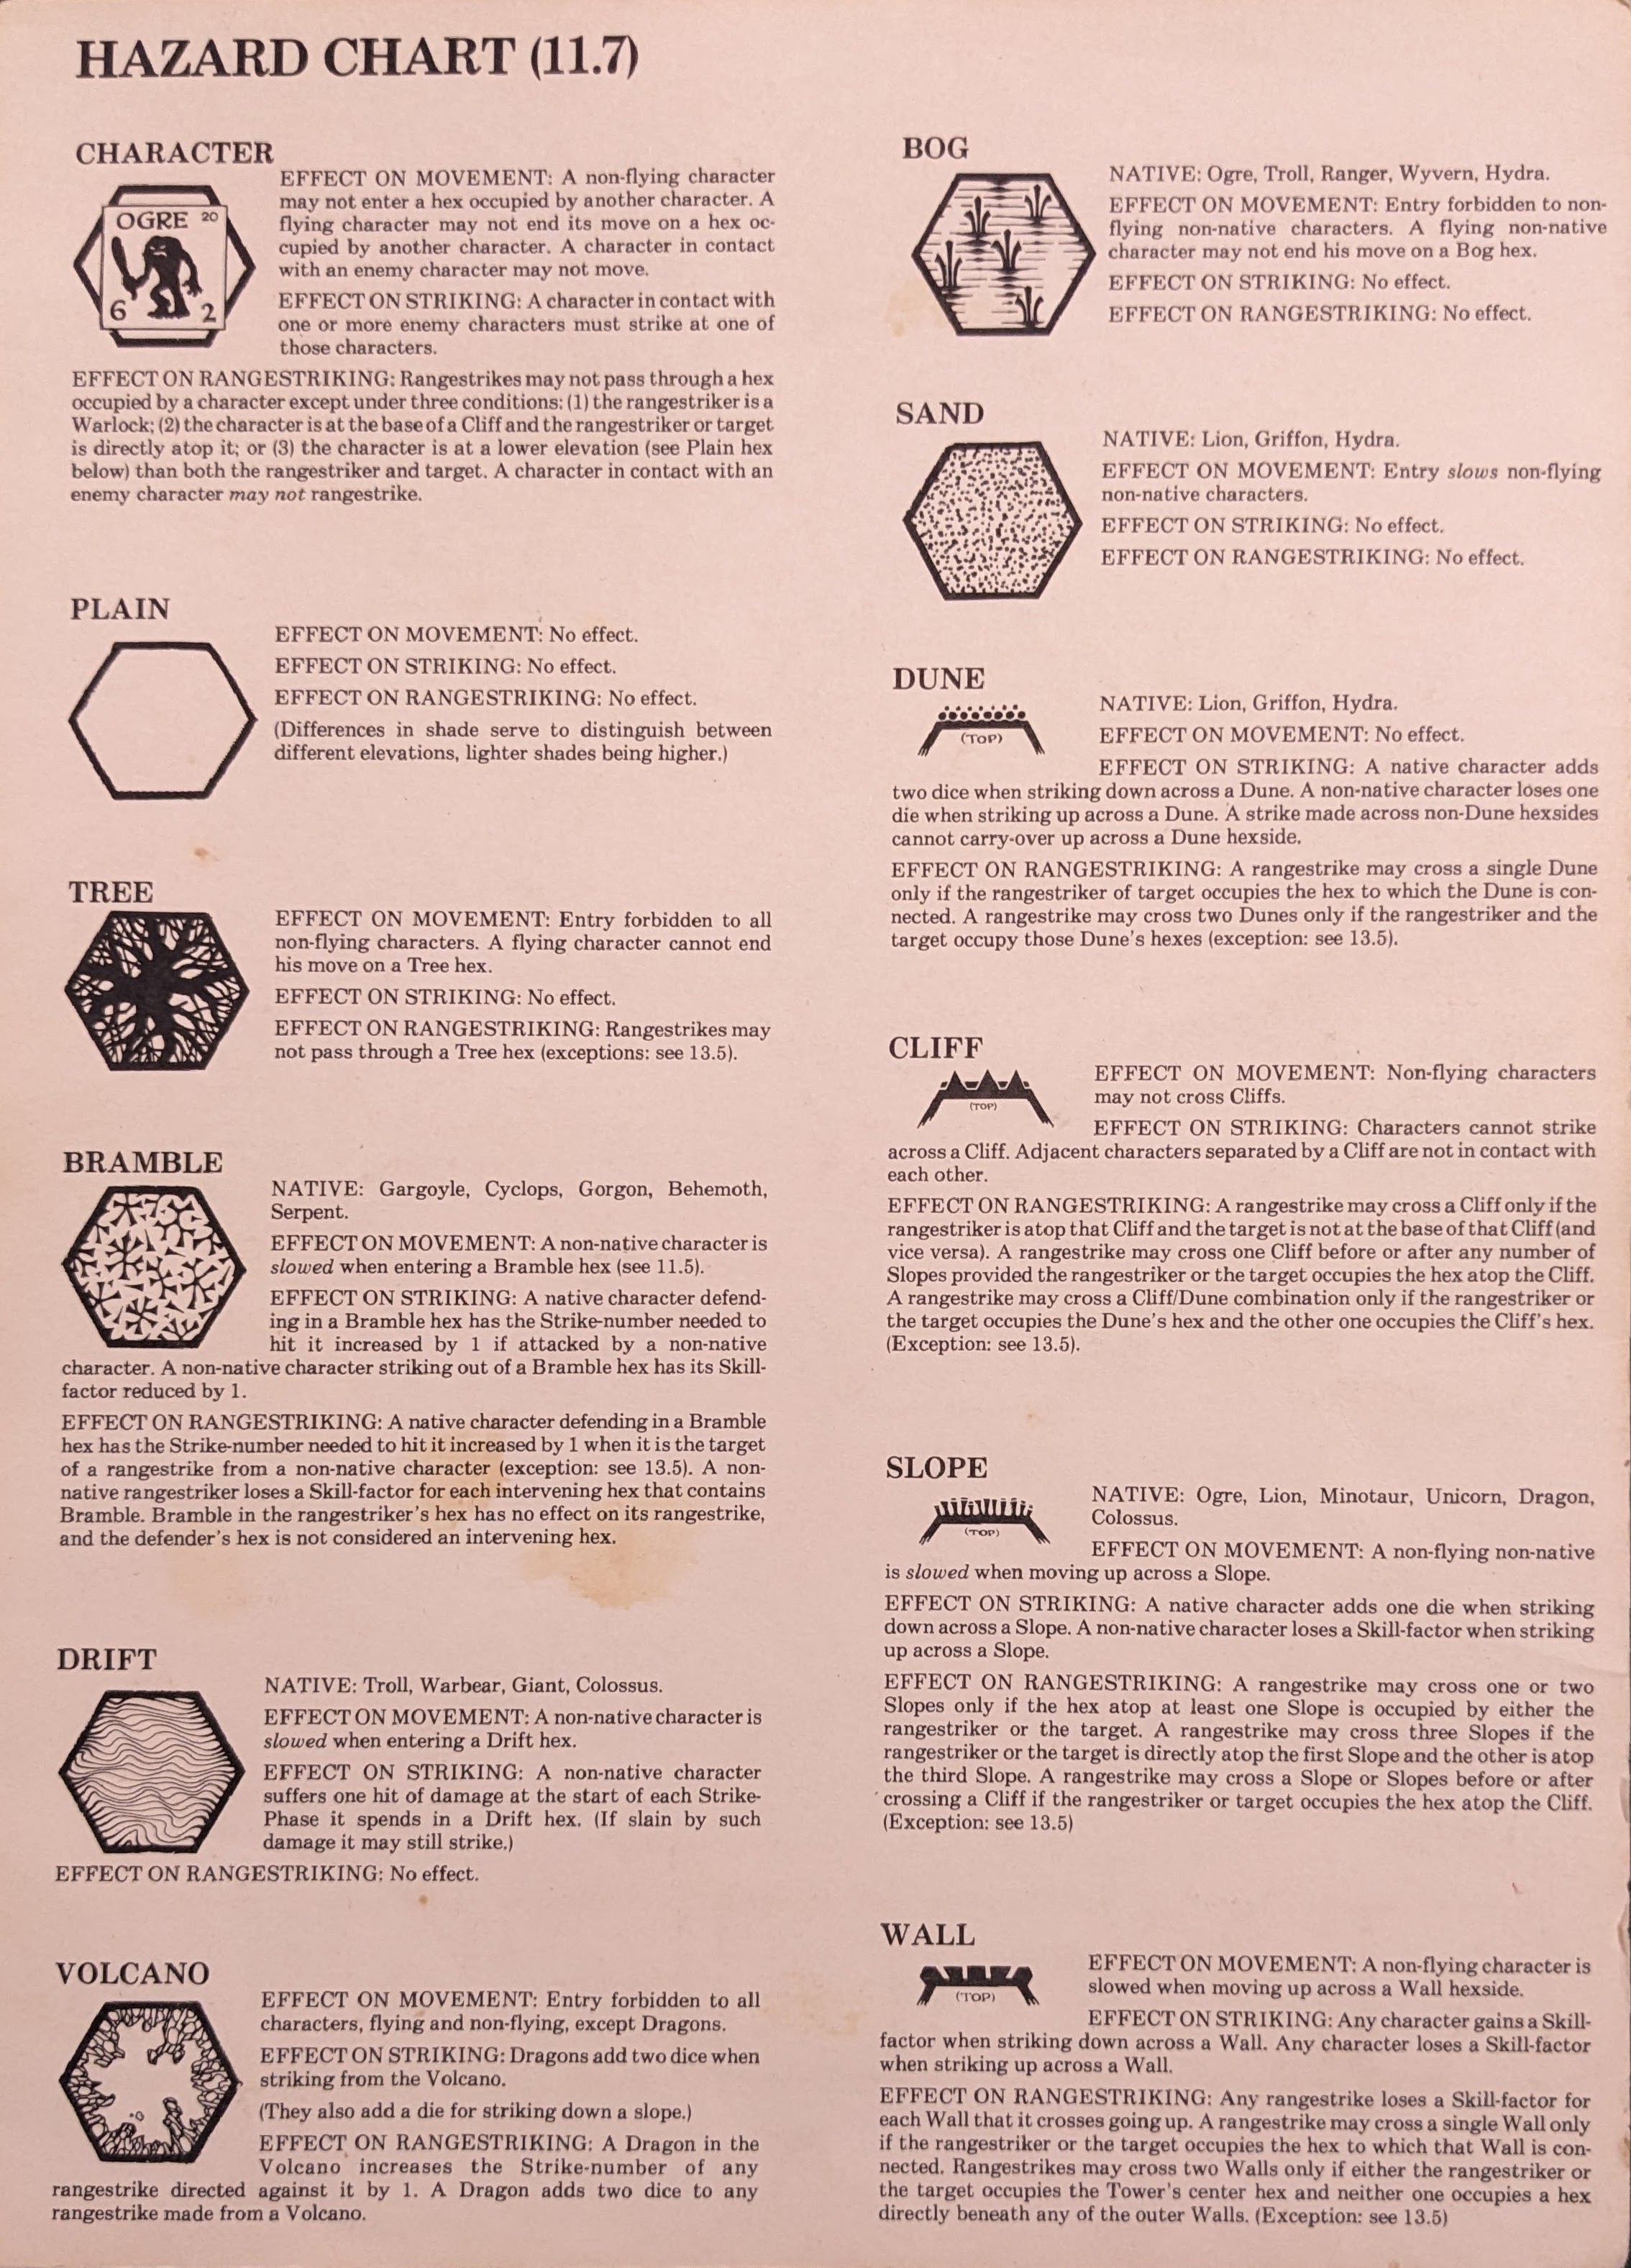 HAZARD CHART (11.7)
CHARACTER
OGRE 20
6 2
EFFECT ON MOVEMENT: A non-flying character
may not enter a hex occupied by another character. A
flying character may not end its move on a hex oc-
cupied by another character. A character in contact
with an enemy character may not move.
EFFECT ON STRIKING: A character in contact with
one or more enemy characters must strike at one of
those characters.
EFFECT ON RANGESTRIKING: Rangestrikes may not pass through a hex
occupied by a character except under three conditions: (1) the rangestriker is a
Warlock; (2) the character is at the base of a Cliff and the rangestriker or target
is directly atop it; or (3) the character is at a lower elevation (see Plain hex
below) than both the rangestriker and target. A character in contact with an
enemy character may not rangestrike.
PLAIN
EFFECT ON MOVEMENT: No effect.
EFFECT ON STRIKING: No effect.
EFFECT ON RANGESTRIKING: No effect.
(Differences in shade serve to distinguish between
different elevations, lighter shades being higher.)
TREE
EFFECT ON MOVEMENT: Entry forbidden to all
non-flying characters. A flying character cannot end
his move on a Tree hex.
EFFECT ON STRIKING: No effect.
EFFECT ON RANGESTRIKING: Rangestrikes may
not pass through a Tree hex (exceptions: see 13.5).
BRAMBLE
NATIVE: Gargoyle, Cyclops, Gorgon, Behemoth,
Serpent.
EFFECT ON MOVEMENT: A non-native character is
slowed when entering a Bramble hex (see 11.5).
EFFECT ON STRIKING: A native character defend-
ing in a Bramble hex has the Strike-number needed to
hit it increased by 1 if attacked by a non-native
character. A non-native character striking out of a Bramble hex has its Skill-
factor reduced by 1.
EFFECT ON RANGESTRIKING: A native character defending in a Bramble
hex has the Strike-number needed to hit it increased by 1 when it is the target
of a rangestrike from a non-native character (exception: see 13.5). A non-
native rangestriker loses a Skill-factor for each intervening hex that contains
Bramble. Bramble in the rangestriker's hex has no effect on its rangestrike,
and the defender's hex is not considered an intervening hex.
DRIFT
NATIVE: Troll, Warbear, Giant, Colossus.
EFFECT ON MOVEMENT: A non-native character is
slowed when entering a Drift hex.
EFFECT ON STRIKING: A non-native character
suffers one hit of damage at the start of each Strike-
Phase it spends in a Drift hex. (If slain by such
damage it may still strike.)
EFFECT ON RANGESTRIKING: No effect.
VOLCANO
EFFECT ON MOVEMENT: Entry forbidden to all
characters, flying and non-flying, except Dragons.
EFFECT ON STRIKING: Dragons add two dice when
striking from the Volcano.
(They also add a die for striking down a slope.)
EFFECT ON RANGESTRIKING: A Dragon in the
Volcano increases the Strike-number of any
rangestrike directed against it by 1. A Dragon adds two dice to any
rangestrike made from a Volcano.
BOG
NATIVE: Ogre, Troll, Ranger, Wyvern, Hydra.
EFFECT ON MOVEMENT: Entry forbidden to non-
flying non-native characters. A flying non-native
character may not end his move on a Bog hex.
EFFECT ON STRIKING: No effect.
EFFECT ON RANGESTRIKING: No effect.
SAND
NATIVE: Lion, Griffon, Hydra.
EFFECT ON MOVEMENT: Entry slows non-flying
non-native characters.
EFFECT ON STRIKING: No effect.
EFFECT ON RANGESTRIKING: No effect.
DUNE
(TOP)
NATIVE: Lion, Griffon, Hydra.
EFFECT ON MOVEMENT: No effect.
EFFECT ON STRIKING: A native character adds
two dice when striking down across a Dune. A non-native character loses one
die when striking up across a Dune. A strike made across non-Dune hexsides
cannot carry-over up across a Dune hexside.
EFFECT ON RANGESTRIKING: A rangestrike may cross a single Dune
only if the rangestriker of target occupies the hex to which the Dune is con-
nected. A rangestrike may cross two Dunes only if the rangestriker and the
target occupy those Dune's hexes (exception: see 13.5).
CLIFF
(TOP)
EFFECT ON MOVEMENT: Non-flying characters
may not cross Cliffs.
EFFECT ON STRIKING: Characters cannot strike
across a Cliff. Adjacent characters separated by a Cliff are not in contact with
each other.
EFFECT ON RANGESTRIKING: A rangestrike may cross a Cliff only if the
rangestriker is atop that Cliff and the target is not at the base of that Cliff (and
vice versa). A rangestrike may cross one Cliff before or after any number of
Slopes provided the rangestriker or the target occupies the hex atop the Cliff.
A rangestrike may cross a Cliff/Dune combination only if the rangestriker or
the target occupies the Dune's hex and the other one occupies the Cliff's hex.
(Exception: see 13.5).
SLOPE
(TOP)
NATIVE: Ogre, Lion, Minotaur, Unicorn, Dragon,
Colossus.
EFFECT ON MOVEMENT: A non-flying non-native
is slowed when moving up across a Slope.
EFFECT ON STRIKING: A native character adds one die when striking
down across a Slope. A non-native character loses a Skill-factor when striking
up across a Slope.
EFFECT ON RANGESTRIKING: A rangestrike may cross one or two
Slopes only if the hex atop at least one Slope is occupied by either the
rangestriker or the target. A rangestrike may cross three Slopes if the
rangestriker or the target is directly atop the first Slope and the other is atop
the third Slope. A rangestrike may cross a Slope or Slopes before or after
crossing a Cliff if the rangestriker or target occupies the hex atop the Cliff.
(Exception: see 13.5)
WALL
(TOP)
EFFECT ON MOVEMENT: A non-flying character is
slowed when moving up across a Wall hexside.
EFFECT ON STRIKING: Any character gains a Skill-
factor when striking down across a Wall. Any character loses a Skill-factor
when striking up across a Wall.
EFFECT ON RANGESTRIKING: Any rangestrike loses a Skill-factor for
each Wall that it crosses going up. A rangestrike may cross a single Wall only
if the rangestriker or the target occupies the hex to which that Wall is con-
nected. Rangestrikes may cross two Walls only if either the rangestriker or
the target occupies the Tower's center hex and neither one occupies a hex
directly beneath any of the outer Walls. (Exception: see 13.5)